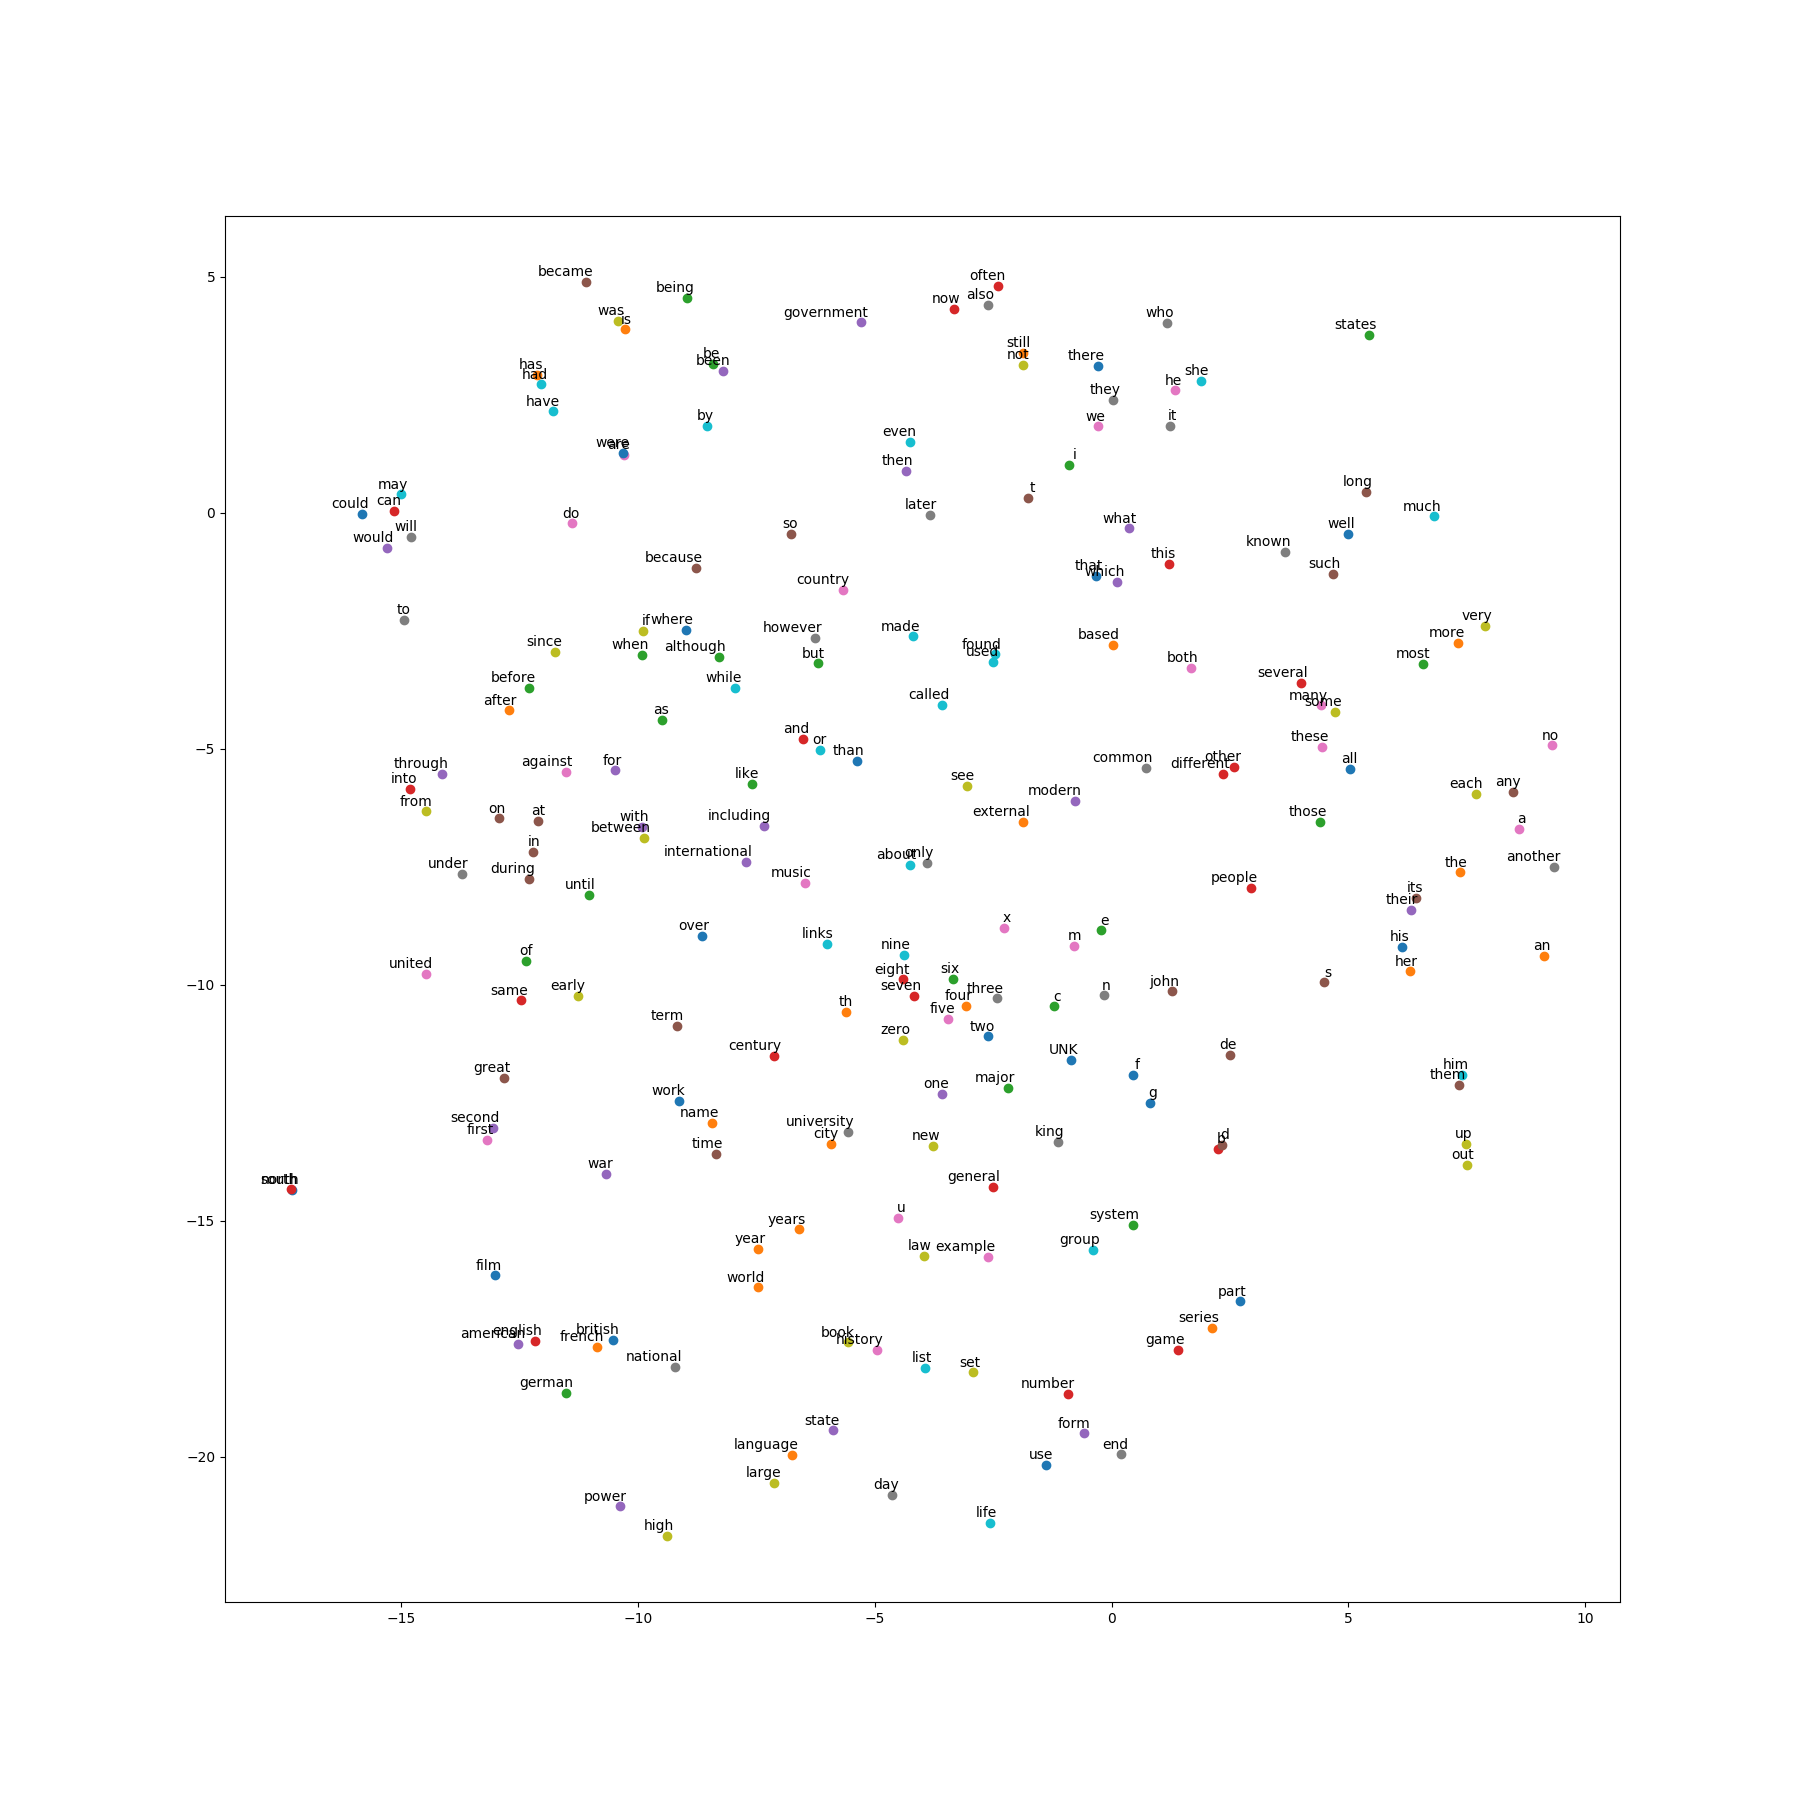 became
being
often
also
now
government
was
is
who
states
still
not
there
be
been
has
had
she
he
they
have
by
we
it
even
were
are
then
i
long
may
can
could
t
much
later
do
so
what
well
will
would
known
this
because
that
which
such
country
to
very
if
where
however
made
more
based
since
when
although
but
found
used
most
both
before
while
several
after
called
many
some
as
and
or
than
no
these
other
different
all
common
through
against
for
like
see
each
any
into
from
modern
on
at
with
between
including
external
those
a
in
international
about
only
another
under
during
music
the
until
people
its
their
x
e
over
links
m
his
nine
of
her
an
united
eight
six
s
same
early
seven
four
three
n
john
th
c
term
five
zero
two
century
UNK
de
great
f
him
them
work
one
major
g
name
second
first
university
city
new
king
d
b
up
time
out
war
general
north
south
u
years
system
year
law
example
group
film
world
part
series
american
english
french
british
book
history
game
national
list
set
german
number
state
form
language
end
use
large
day
power
life
high
5
0
−5
−10
−15
−20
−15 −10 −5 0 5 10